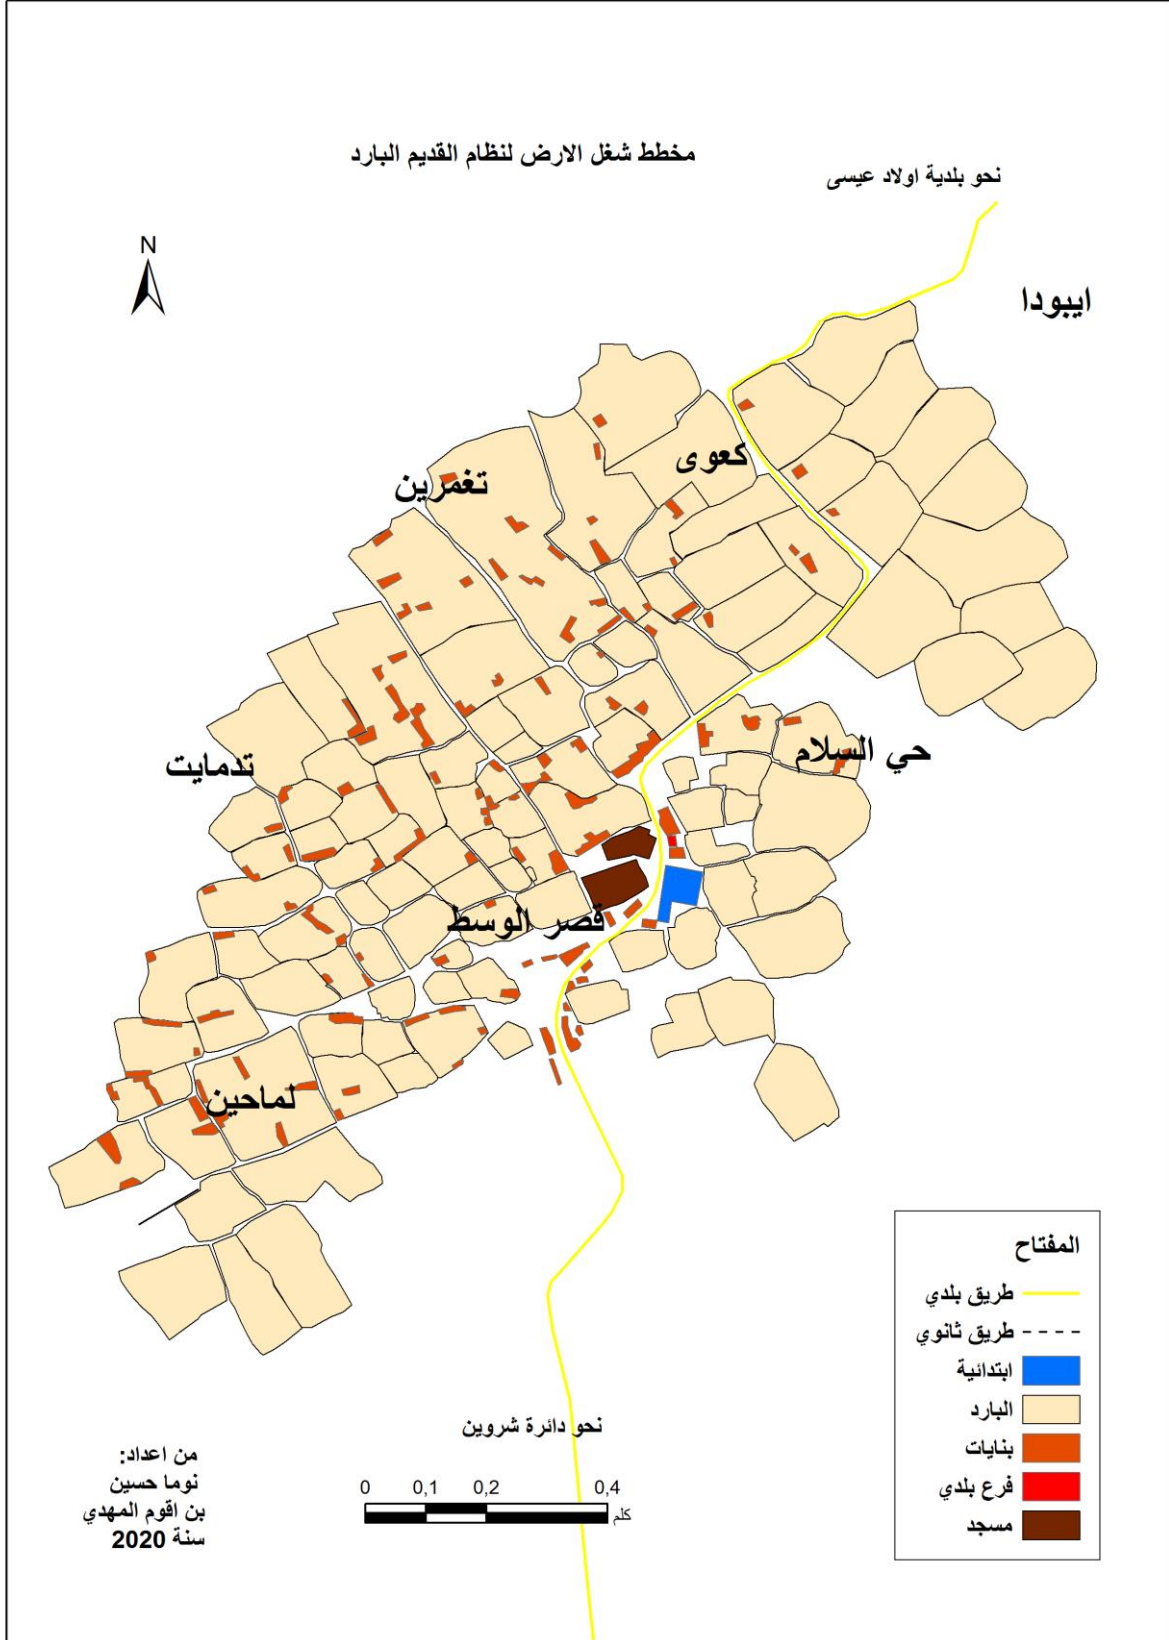 مخطط شغل الارض لنظام القديم البارد
نحو بلدية اولاد عيسى
N
ايبودا
كعوى
تغمرين
حي السلام
تدمايت
قصر الوسط
لماحين
المفتاح
طريق بلدي
طريق ثانوي
ابتدائية
البارد
بنايات
فرع بلدي
مسجد
نحو دائرة شروين
من اعداد:
نوما حسين
بن اقوم المهدي
سنة 2020
0 0,1 0,2 0,4
كلم